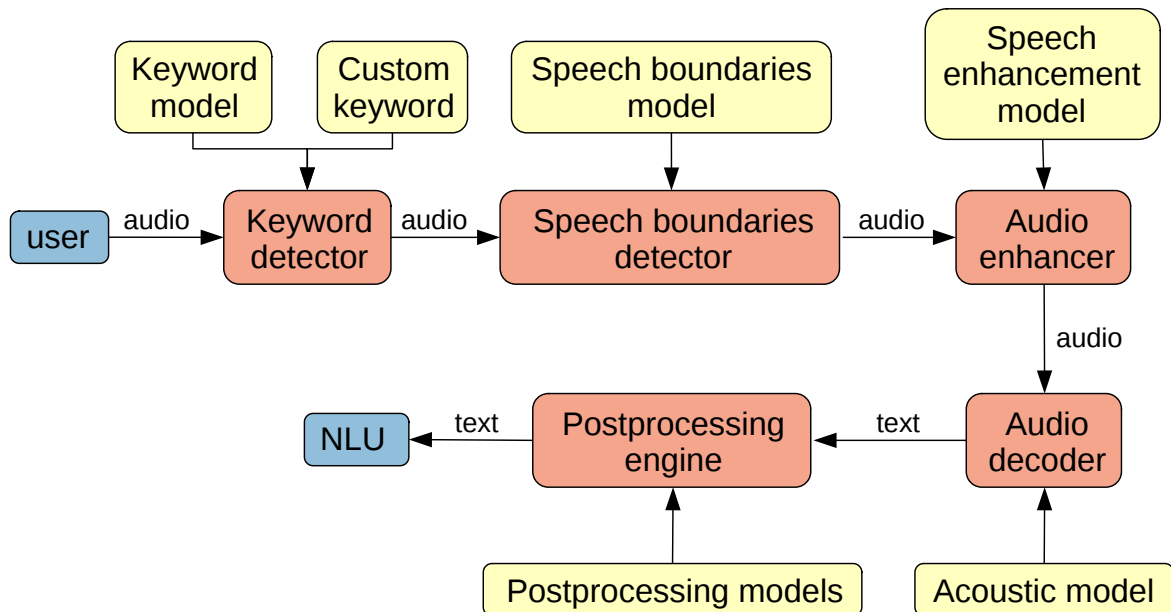 Keyword
model
Custom
keyword
Speech boundaries
model
Speech
enhancement
model
user
audio
Keyword
detector
audio
Speech boundaries
detector
audio
Audio
enhancer
audio
NLU
text
Postprocessing
engine
text
Audio
decoder
Postprocessing models
Acoustic model